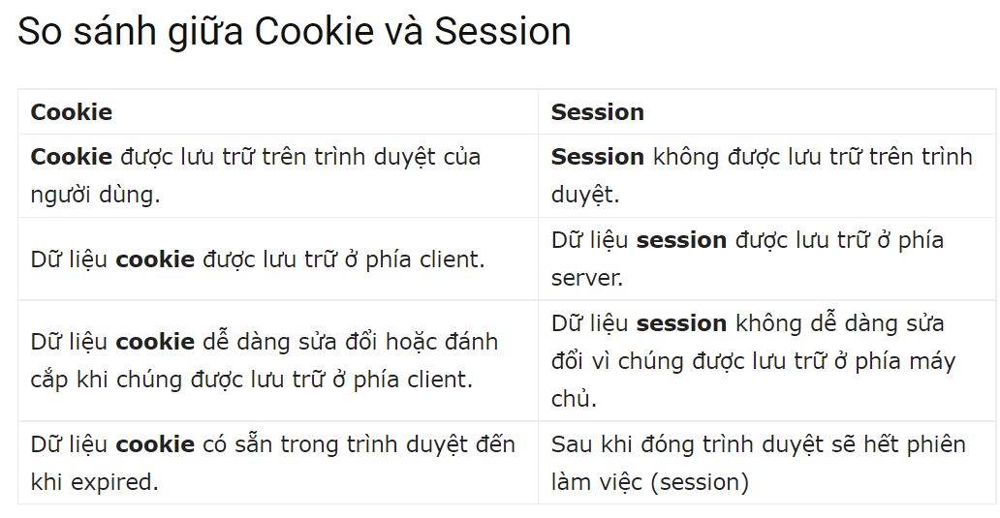 So sánh giữa Cookie và Session
Cookie
Session
Cookie được lưu trữ trên trình duyệt của
người dùng.
Session không được lưu trữ trên trình
duyệt.
Dữ liệu cookie được lưu trữ ở phía client.
Dữ liệu session được lưu trữ ở phía
server.
Dữ liệu cookie dễ dàng sửa đổi hoặc đánh
cắp khi chúng được lưu trữ ở phía client.
Dữ liệu session không dễ dàng sửa
đổi vì chúng được lưu trữ ở phía máy
chủ.
Dữ liệu cookie có sẵn trong trình duyệt đến
khi expired.
Sau khi đóng trình duyệt sẽ hết phiên
làm việc (session)